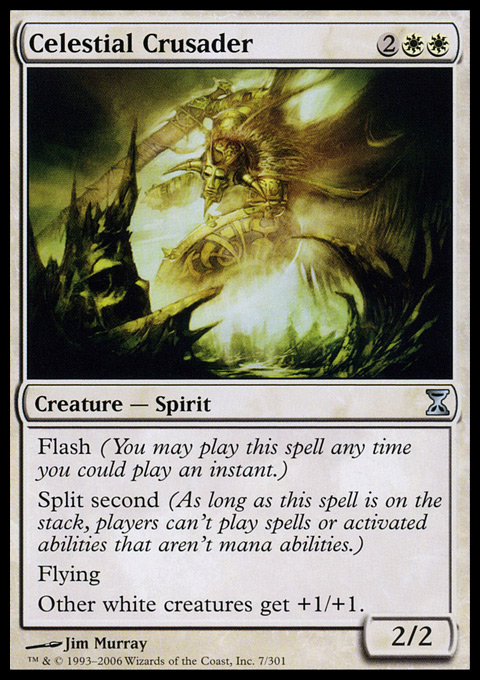 Celestial Crusader 2
Creature — Spirit
Flash (You may play this spell any time
you could play an instant.)
Split second (As long as this spell is on the
stack, players can't play spells or activated
abilities that aren't mana abilities.)
Flying
Other white creatures get +1/+1.
2/2
Jim Murray
™ & © 1993–2006 Wizards of the Coast, Inc. 7/301